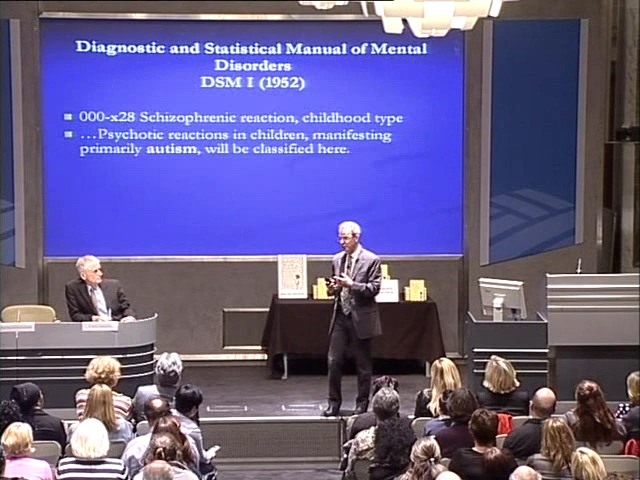 Diagnostic and Statistical Manual of Mental
Disorders
DSM I (1952)
000-x28 Schizophrenic reaction, childhood type
…Psychotic reactions in children, manifesting
primarily autism, will be classified here.